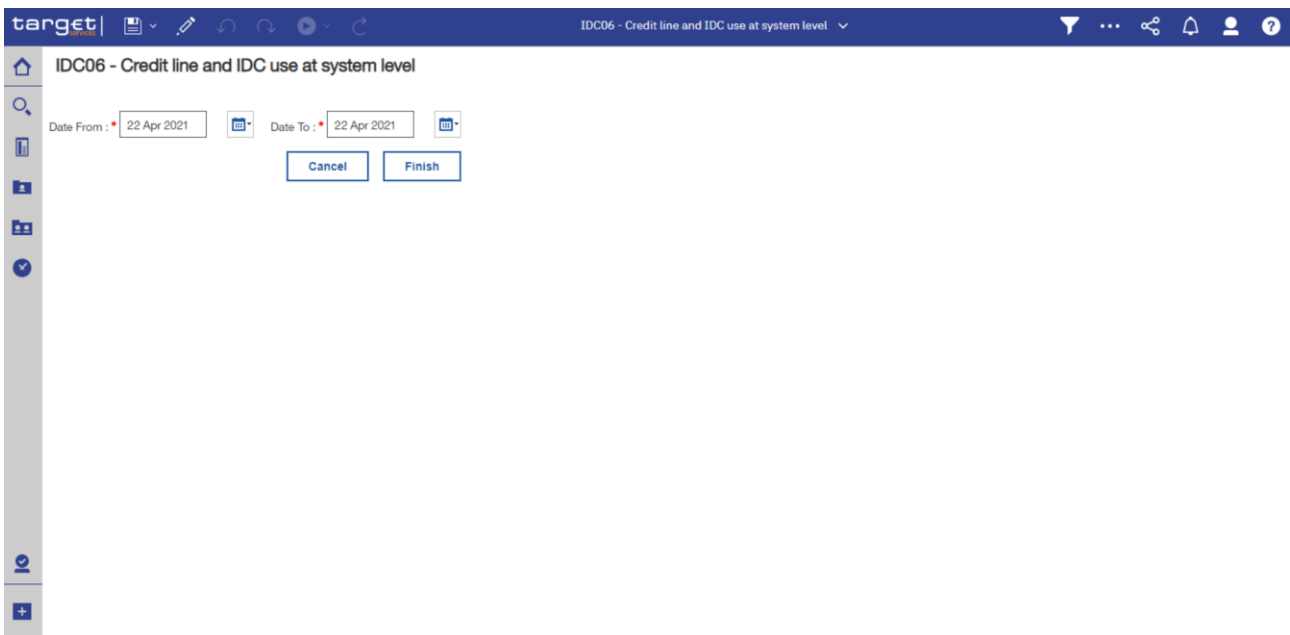 target| services IDC06 - Credit line and IDC use at system level
IDC06 - Credit line and IDC use at system level
Date From : * 22 Apr 2021 Date To : * 22 Apr 2021
Cancel Finish